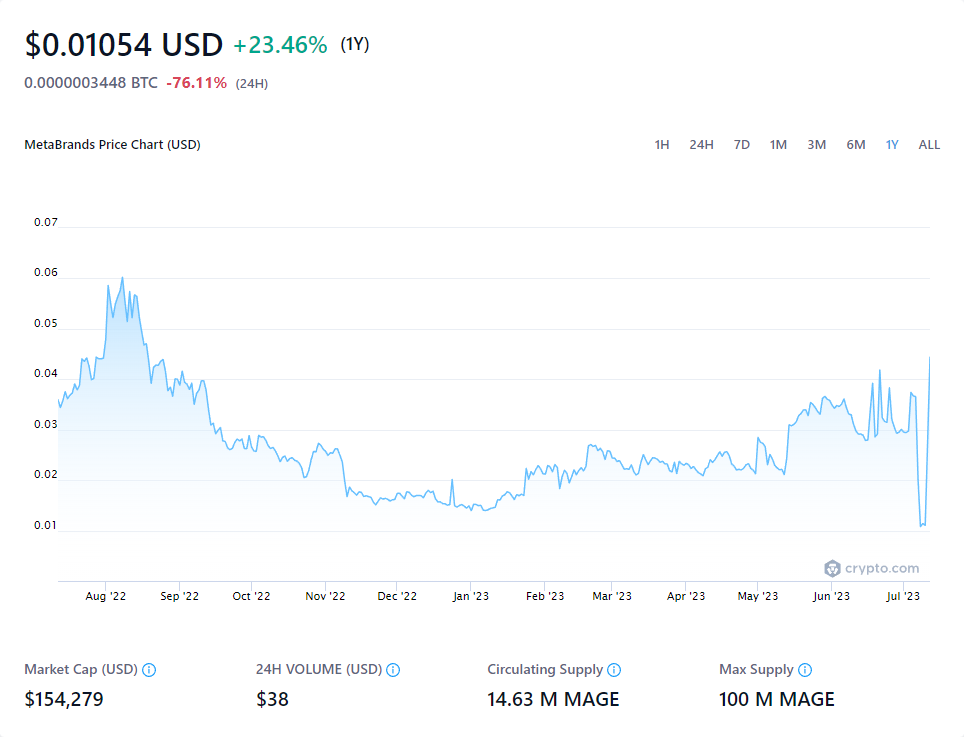 $0.01054 USD +23.46% (1Y)
0.0000003448 BTC -76.11% (24H)
MetaBrands Price Chart (USD) 1H 24H 7D 1M 3M 6M 1Y ALL
0.07
0.06
0.05
0.04
0.03
0.02
0.01
crypto.com
Aug '22 Sep '22 Oct '22 Nov '22 Dec '22 Jan '23 Feb '23 Mar '23 Apr '23 May '23 Jun '23 Jul '23
Market Cap (USD) 24H VOLUME (USD) Circulating Supply Max Supply
$154,279 $38 14.63 M MAGE 100 M MAGE